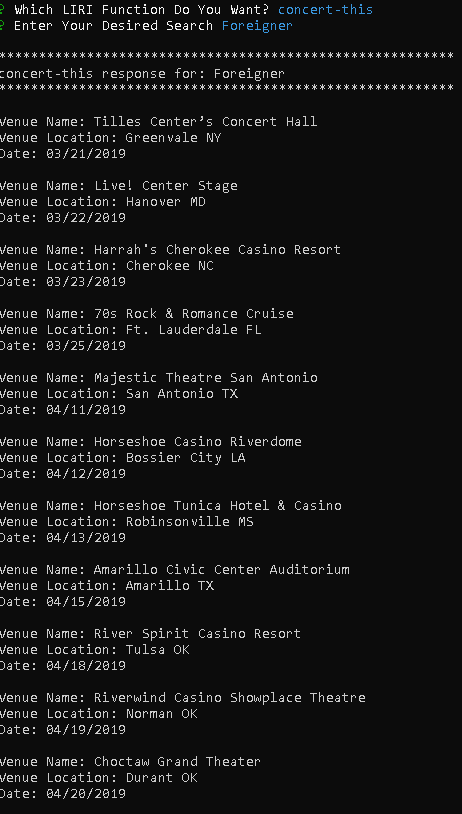 ? Which LIRI Function Do You Want? concert-this
? Enter Your Desired Search Foreigner
*********************************************************
concert-this response for: Foreigner
*********************************************************
Venue Name: Tilles Center’s Concert Hall
Venue Location: Greenvale NY
Date: 03/21/2019
Venue Name: Live! Center Stage
Venue Location: Hanover MD
Date: 03/22/2019
Venue Name: Harrah's Cherokee Casino Resort
Venue Location: Cherokee NC
Date: 03/23/2019
Venue Name: 70s Rock & Romance Cruise
Venue Location: Ft. Lauderdale FL
Date: 03/25/2019
Venue Name: Majestic Theatre San Antonio
Venue Location: San Antonio TX
Date: 04/11/2019
Venue Name: Horseshoe Casino Riverdome
Venue Location: Bossier City LA
Date: 04/12/2019
Venue Name: Horseshoe Tunica Hotel & Casino
Venue Location: Robinsonville MS
Date: 04/13/2019
Venue Name: Amarillo Civic Center Auditorium
Venue Location: Amarillo TX
Date: 04/15/2019
Venue Name: River Spirit Casino Resort
Venue Location: Tulsa OK
Date: 04/18/2019
Venue Name: Riverwind Casino Showplace Theatre
Venue Location: Norman OK
Date: 04/19/2019
Venue Name: Choctaw Grand Theater
Venue Location: Durant OK
Date: 04/20/2019